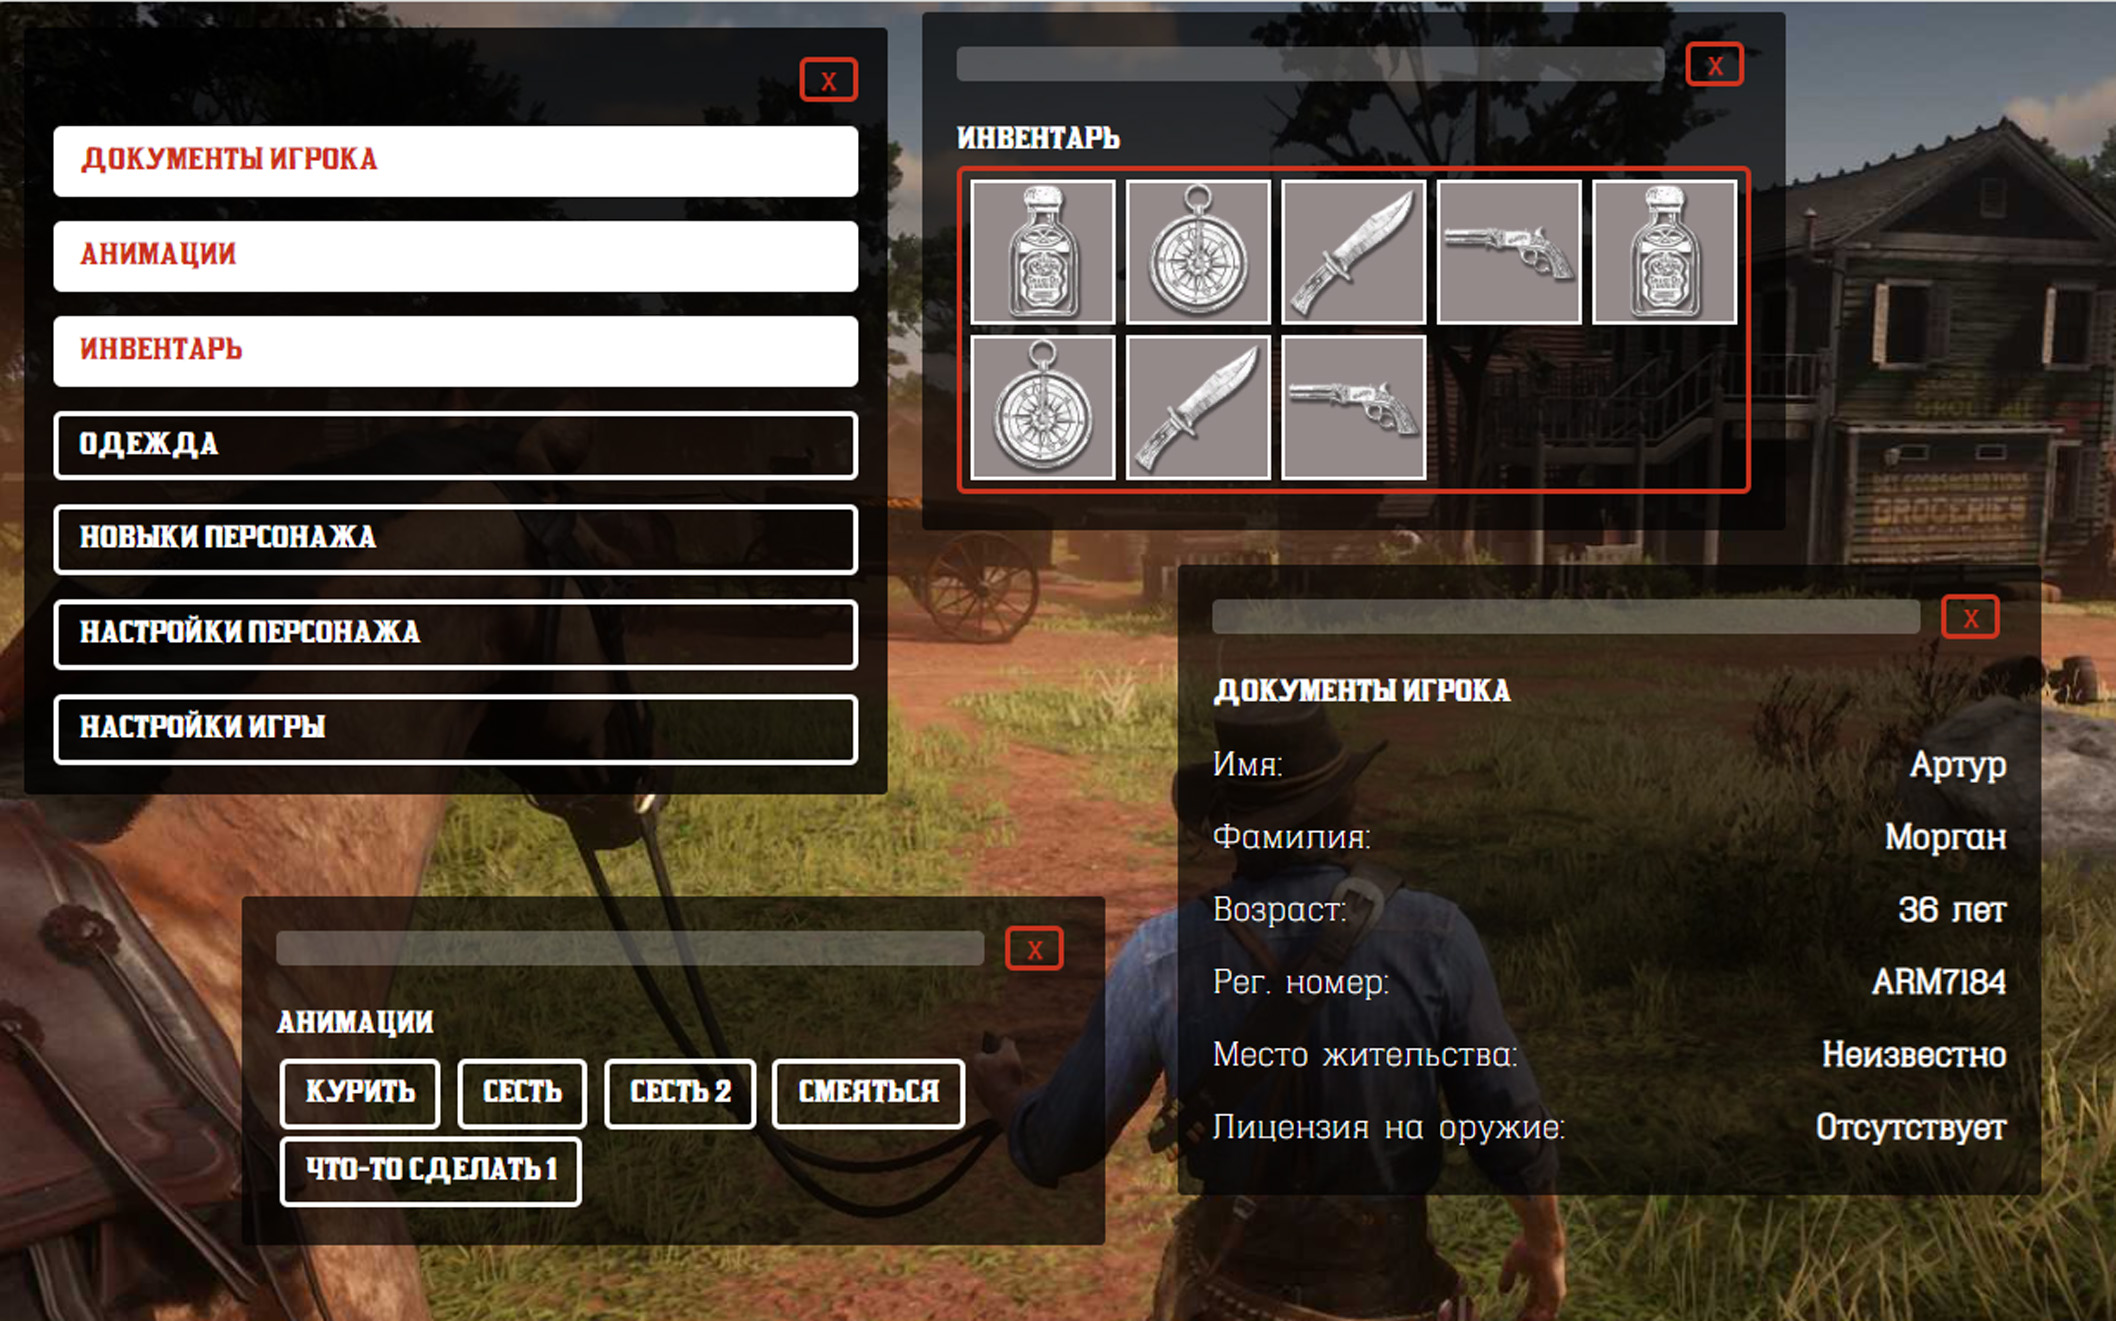 X
ДОКУМЕНТЫ ИГРОКА
АНИМАЦИИ
ИНВЕНТАРЬ
ОДЕЖДА
НОВЫКИ ПЕРСОНАЖА
НАСТРОЙКИ ПЕРСОНАЖА
НАСТРОЙКИ ИГРЫ
X
ИНВЕНТАРЬ
X
ДОКУМЕНТЫ ИГРОКА
Имя: Артур
Фамилия: Морган
Возраст: 36 лет
Рег. номер: ARM7184
Место жительства: Неизвестно
Лицензия на оружие: Отсутствует
X
АНИМАЦИИ
КУРИТЬ СЕСТЬ СЕСТЬ 2 СМЕЯТЬСЯ
ЧТО-ТО СДЕЛАТЬ 1
GROCERIES